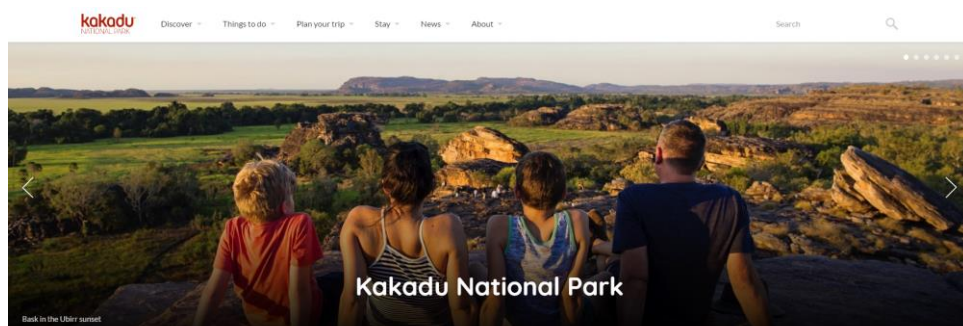 kakadu
NATIONAL PARK
Discover
Things to do
Plan your trip
Stay
News
About
Search
Kakadu National Park
Bask in the Ubirr sunset